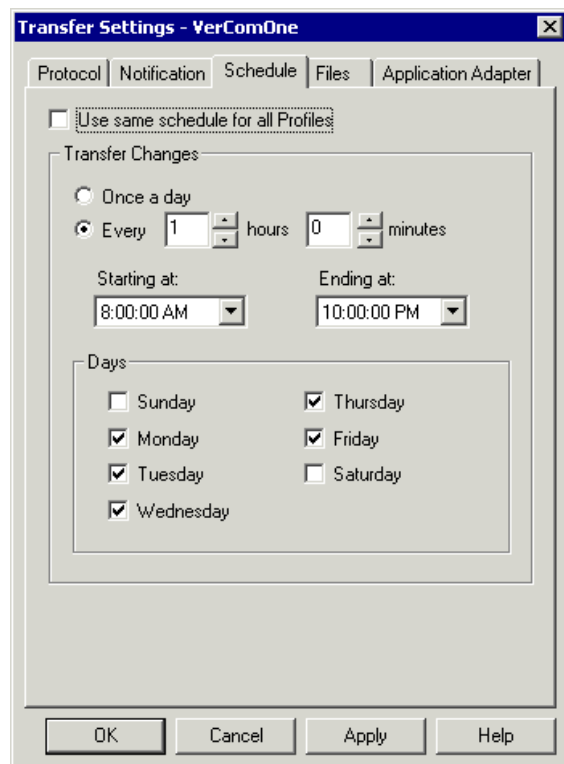 Transfer Settings - VerComOne
Protocol Notification Schedule Files Application Adapter
Use same schedule for all Profiles
Transfer Changes
Once a day
Every 1 hours 0 minutes
Starting at: Ending at:
8:00:00 AM 10:00:00 PM
Days
Sunday Thursday
Monday Friday
Tuesday Saturday
Wednesday
OK Cancel Apply Help